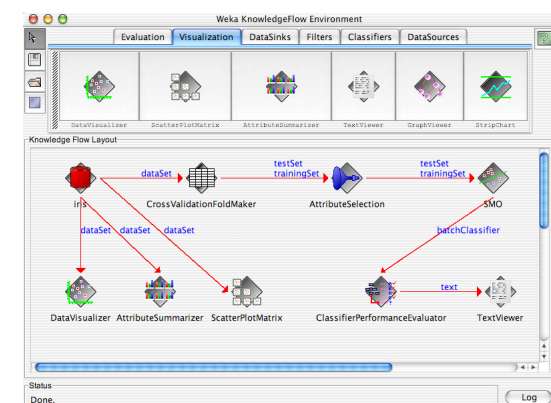 Weka KnowledgeFlow Environment
Evaluation Visualization DataSinks Filters Classifiers DataSources
DataVisualizer ScatterPlotMatrix AttributeSummarizer TextViewer GraphViewer StripChart
Knowledge Flow Layout
dataSet
testSet
trainingSet
testSet
trainingSet
iris CrossValidationFoldMaker AttributeSelection SMO
dataSet dataSet dataSet batchClassifier
text
DataVisualizer AttributeSummarizer ScatterPlotMatrix ClassifierPerformanceEvaluator TextViewer
Status
Done.
Log